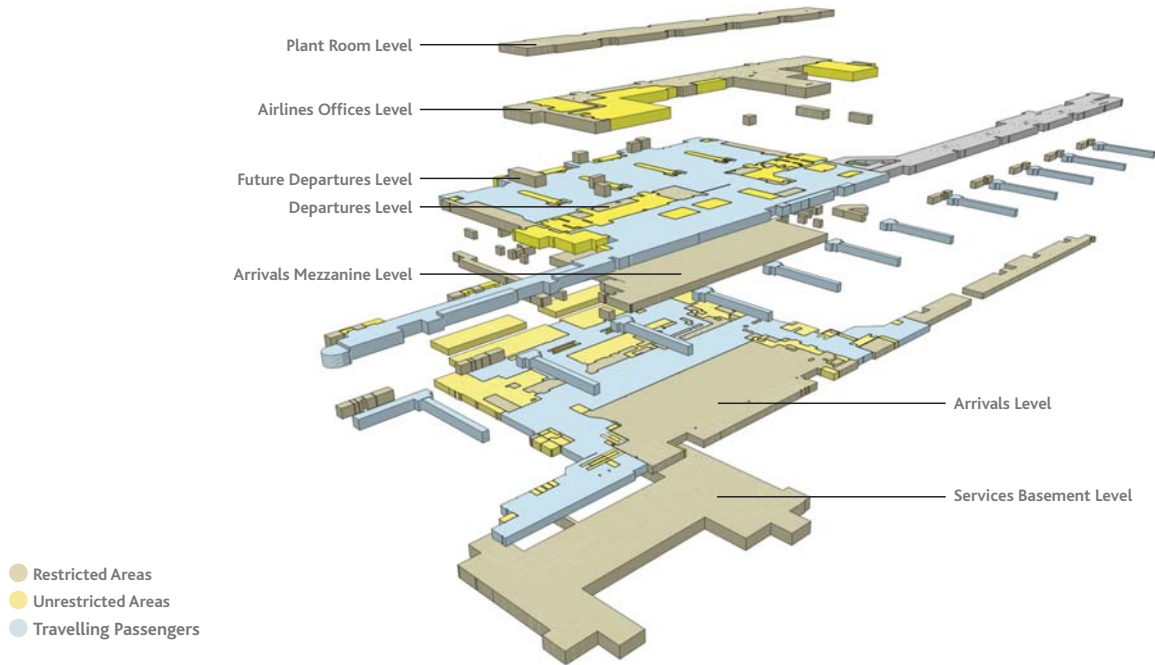 Plant Room Level
Airlines Offices Level
Future Departures Level
Departures Level
Arrivals Mezzanine Level
Arrivals Level
Services Basement Level
Restricted Areas
Unrestricted Areas
Travelling Passengers